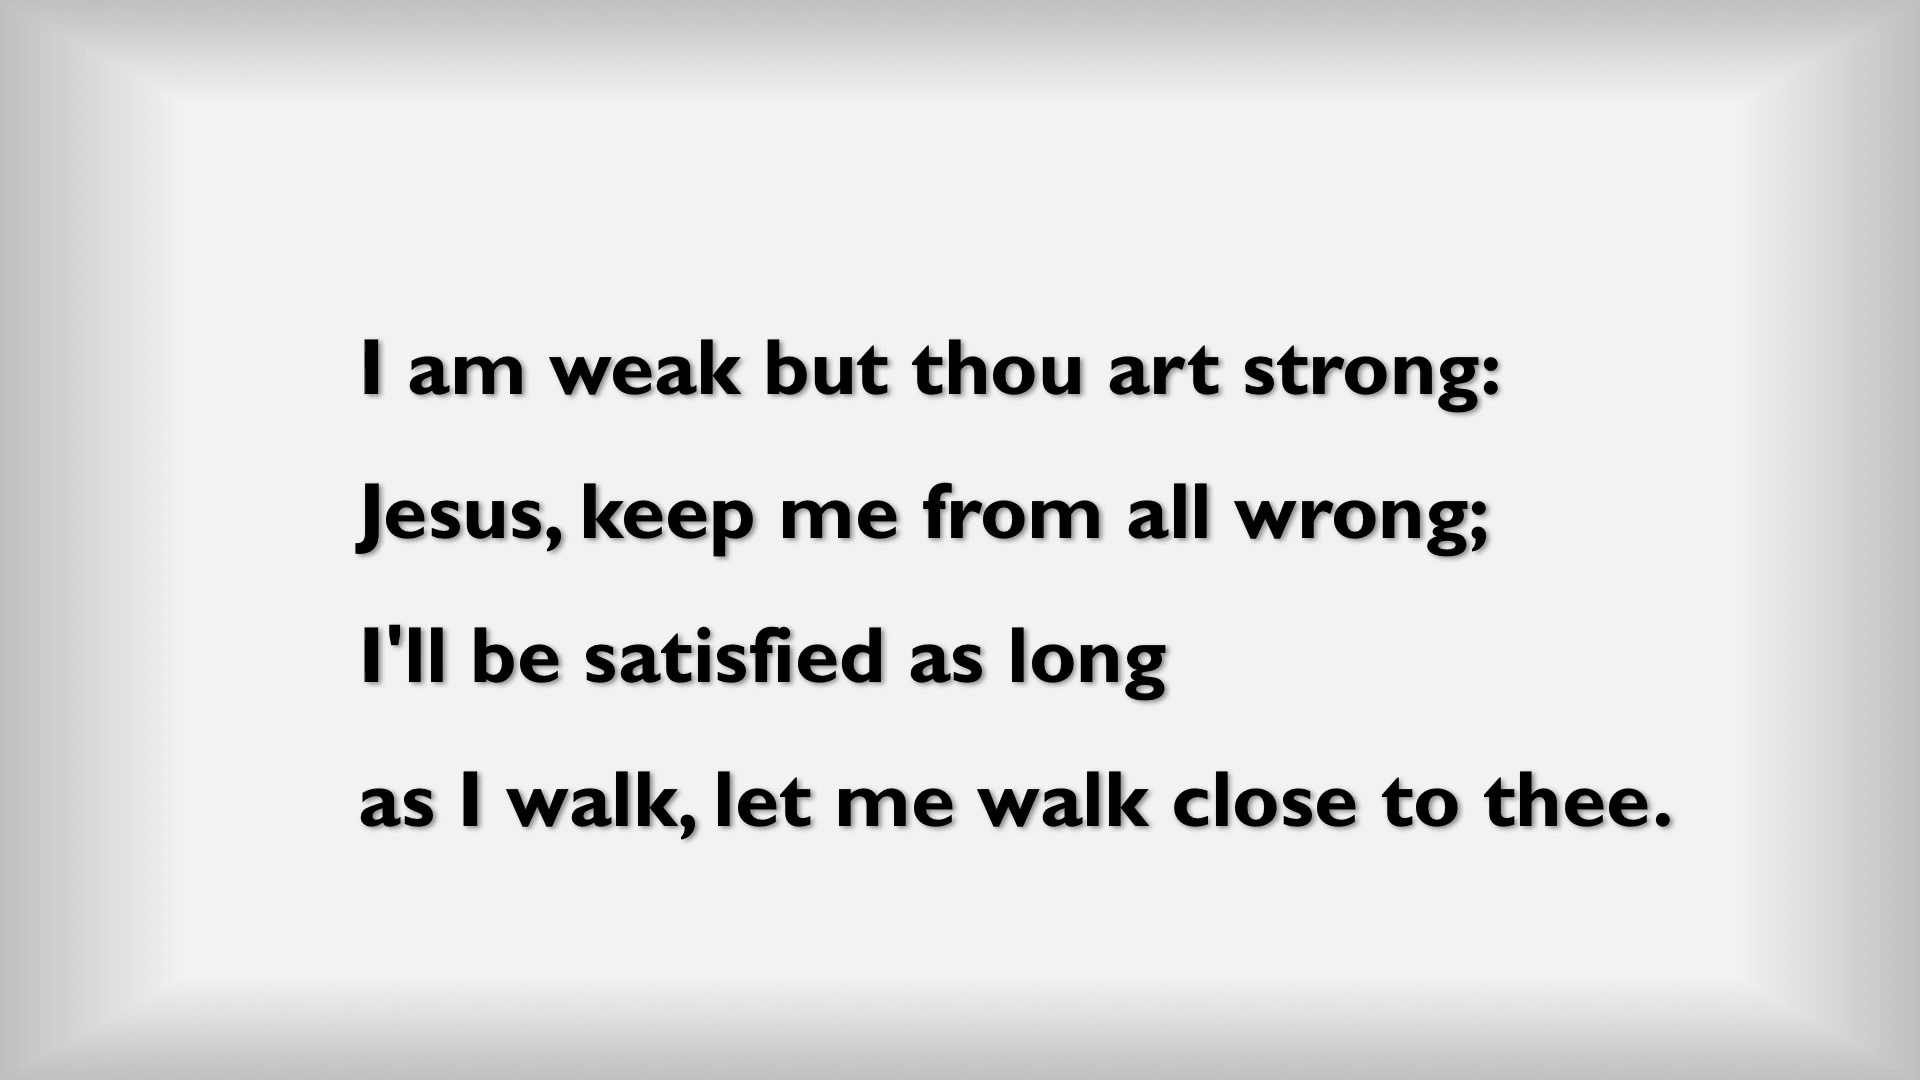 I am weak but thou art strong:
Jesus, keep me from all wrong;
I'll be satisfied as long
as I walk, let me walk close to thee.